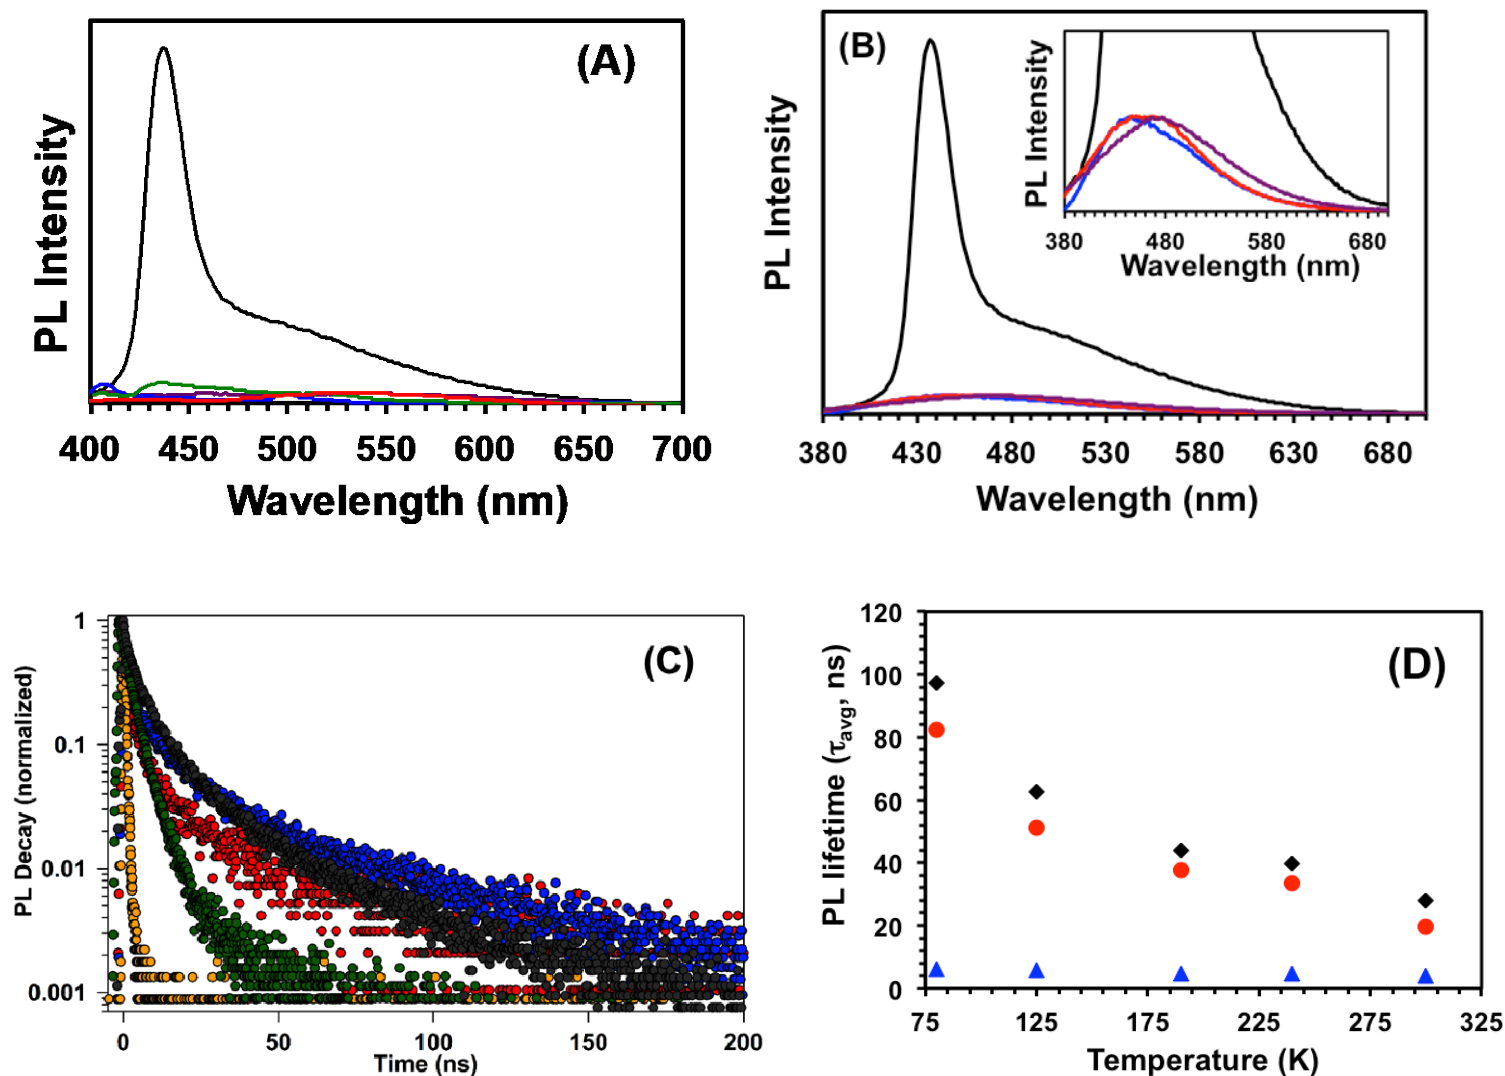 (A)
PL Intensity
400 450 500 550 600 650 700
Wavelength (nm)
(B)
PL Intensity
380 430 480 530 580 630 680
Wavelength (nm)
PL Intensity
380 480 580 680
Wavelength (nm)
(C)
PL Decay (normalized)
1
0.1
0.01
0.001
0 50 100 150 200
Time (ns)
(D)
PL lifetime (τavg, ns)
120
100
80
60
40
20
0
75 125 175 225 275 325
Temperature (K)